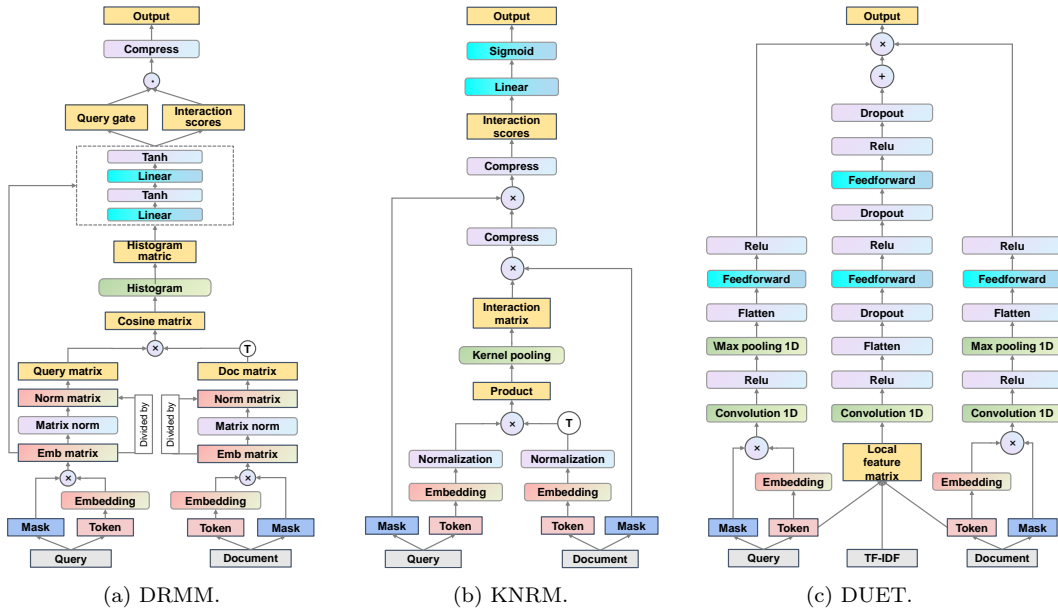 Output
Compress
·
Query gate
Interaction
scores
Tanh
Linear
Tanh
Linear
Histogram
matric
Histogram
Cosine matrix
×
T
Query matrix
Doc matrix
Norm matrix
Norm matrix
Divided by
Divided by
Matrix norm
Matrix norm
Emb matrix
Emb matrix
×
×
Embedding
Embedding
Mask
Token
Token
Mask
Query
Document
(a) DRMM.
Output
Sigmoid
Linear
Interaction
scores
Compress
×
Compress
×
Interaction
matrix
Kernel pooling
Product
×
T
Normalization
Normalization
Embedding
Embedding
Mask
Token
Token
Mask
Query
Document
(b) KNRM.
Output
×
+
Dropout
Relu
Feedforward
Dropout
Relu
Relu
Relu
Feedforward
Feedforward
Feedforward
Flatten
Dropout
Flatten
\Max pooling 1D
Flatten
Max pooling 1D
Relu
Relu
Relu
Convolution 1D
Convolution 1D
Convolution 1D
×
×
Local
feature
matrix
Embedding
Embedding
Mask
Token
Token
Mask
Query
TF-IDF
Document
(c) DUET.